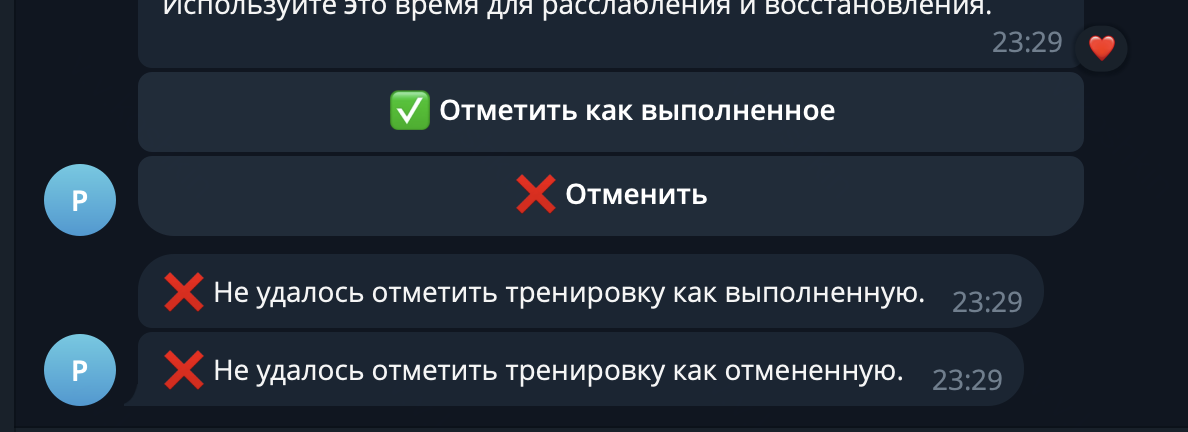 Используйте это время для расслабления и восстановления.
23:29
Отметить как выполненное
P
Отменить
Не удалось отметить тренировку как выполненную. 23:29
P
Не удалось отметить тренировку как отмененную. 23:29